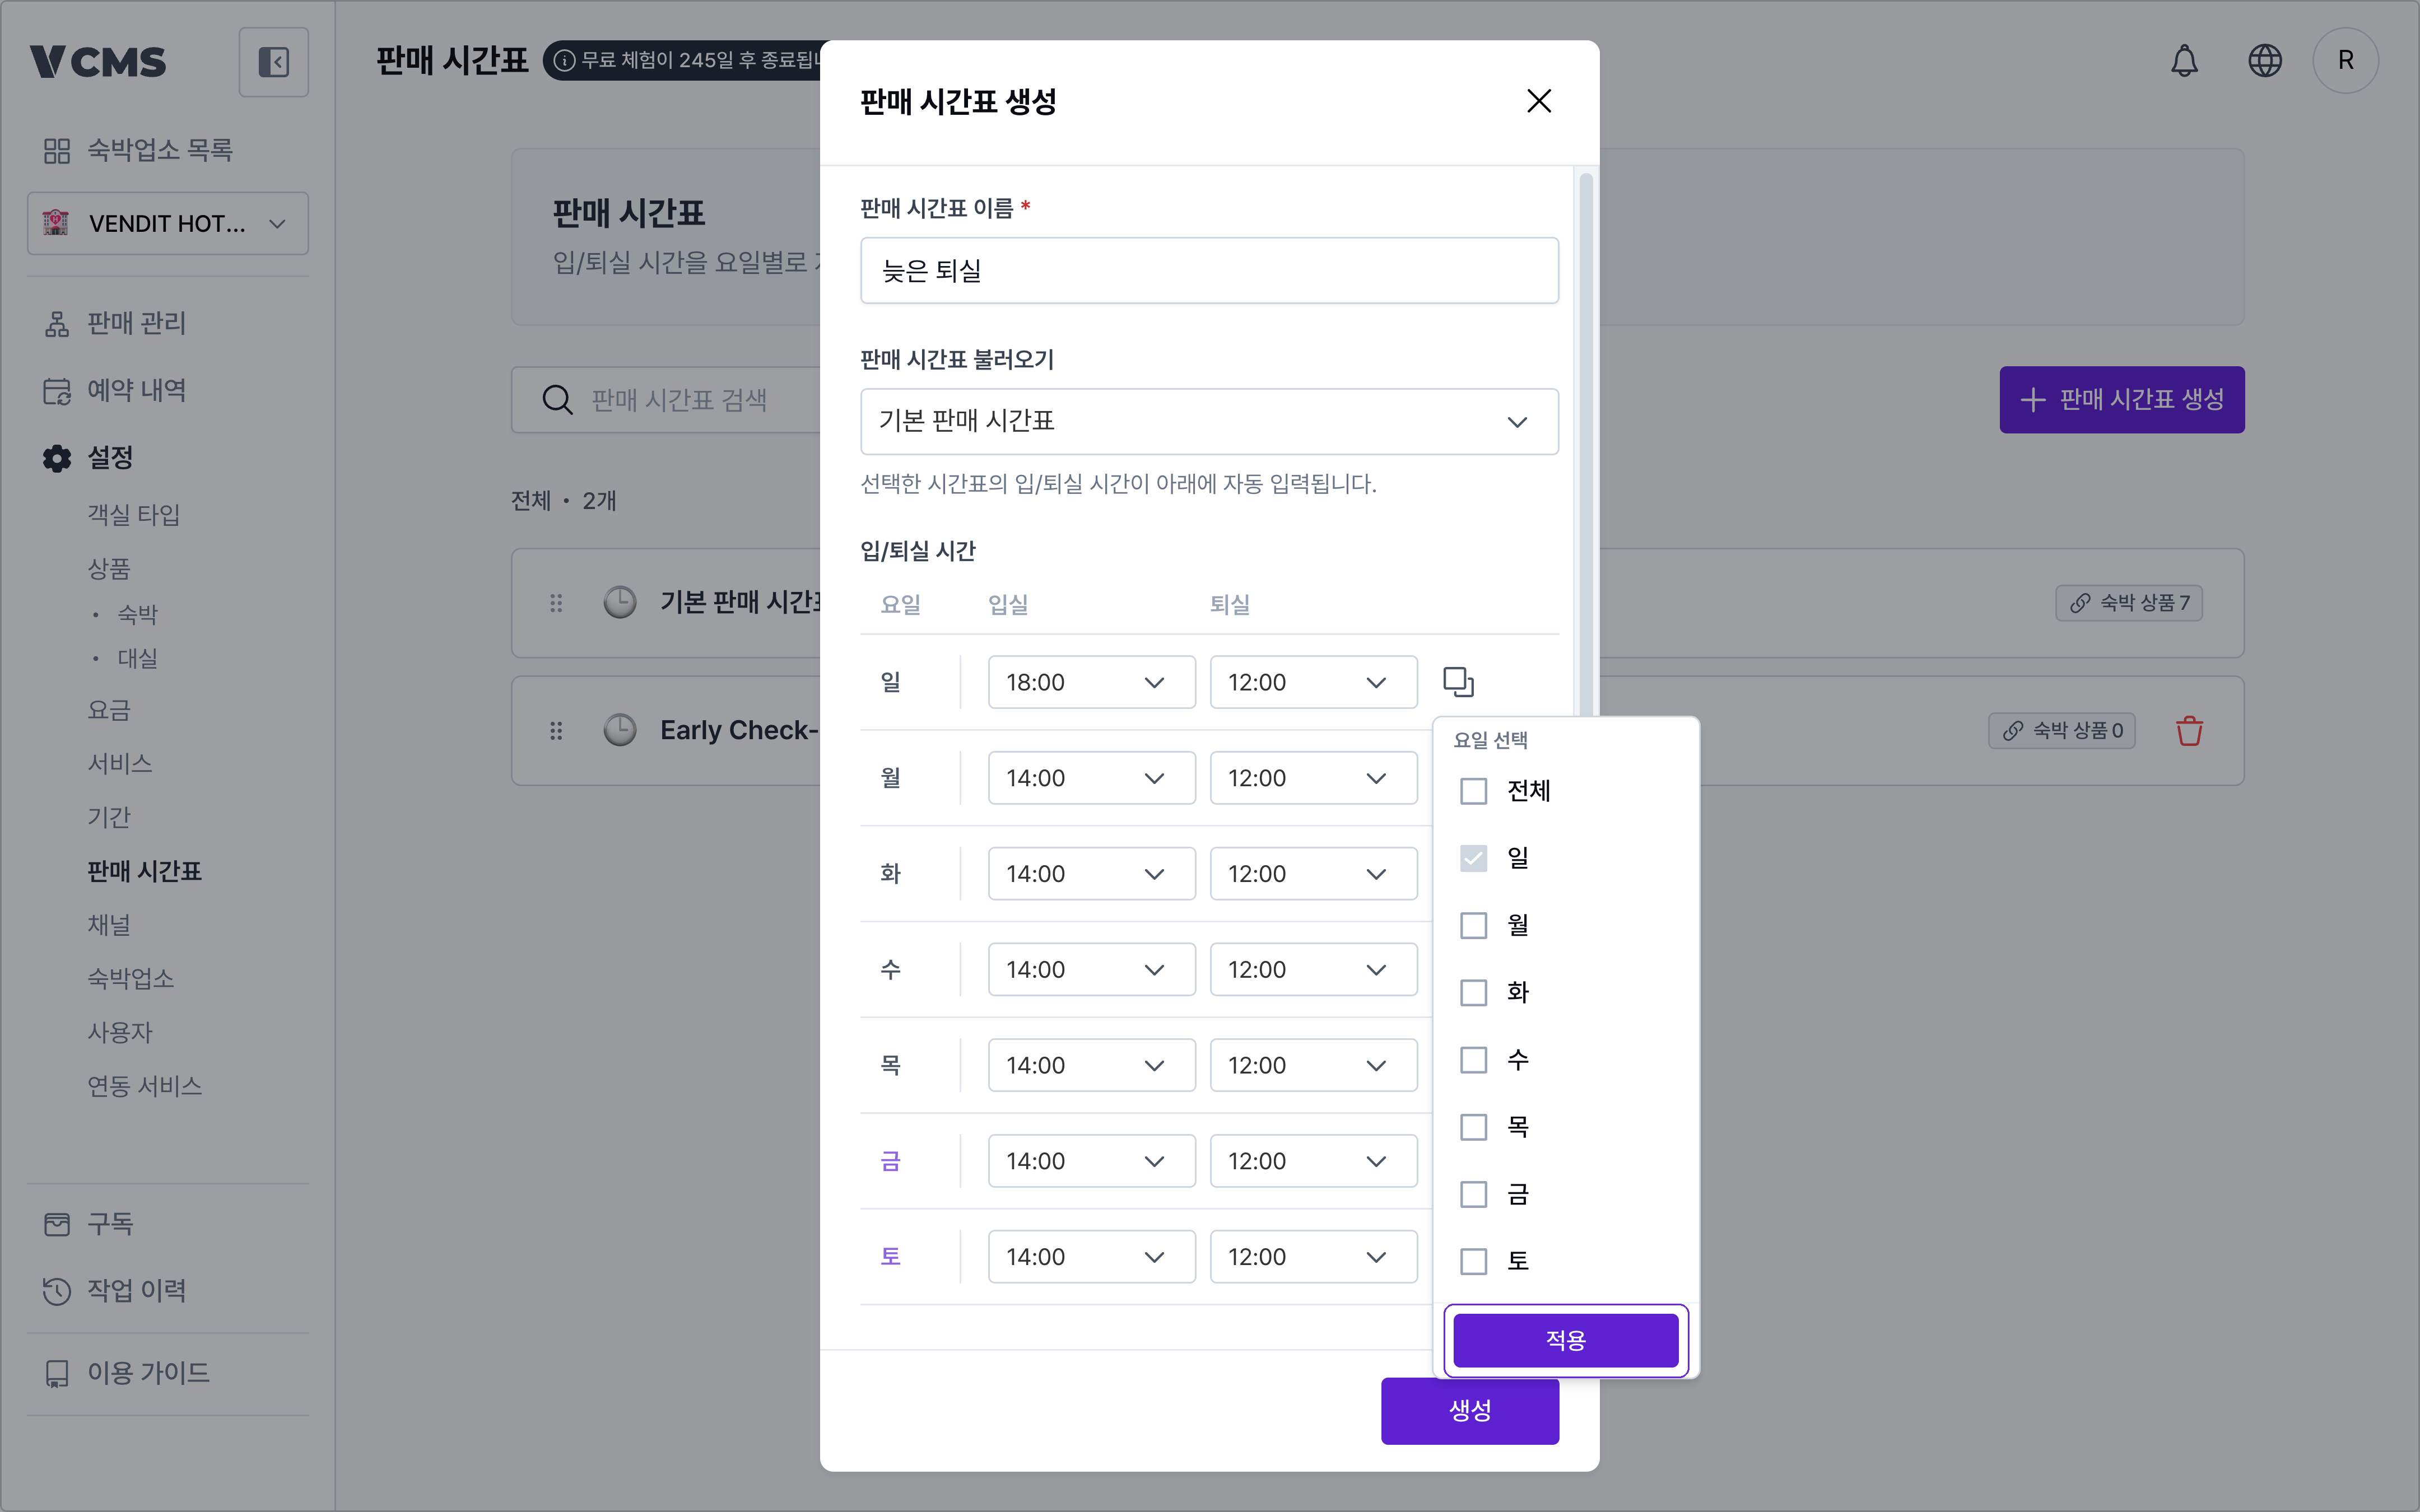 VCMS
숙박업소 목록
VENDIT HOT...
판매 관리
예약 내역
설정
객실 타입
상품
• 숙박
• 대실
요금
서비스
기간
판매 시간표
채널
숙박업소
사용자
연동 서비스
구독
작업 이력
이용 가이드
판매 시간표
무료 체험이 245일 후 종료됩
R
판매 시간표
입/퇴실 시간을 요일별로
판매 시간표 검색
+ 판매 시간표 생성
전체 • 2개
기본 판매 시간표
숙박 상품 7
Early Check-
숙박 상품 0
판매 시간표 생성
판매 시간표 이름 *
늦은 퇴실
판매 시간표 불러오기
기본 판매 시간표
선택한 시간표의 입/퇴실 시간이 아래에 자동 입력됩니다.
입/퇴실 시간
요일 입실 퇴실
일 18:00 12:00
월 14:00 12:00
화 14:00 12:00
수 14:00 12:00
목 14:00 12:00
금 14:00 12:00
토 14:00 12:00
요일 선택
전체
일
월
화
수
목
금
토
적용
생성